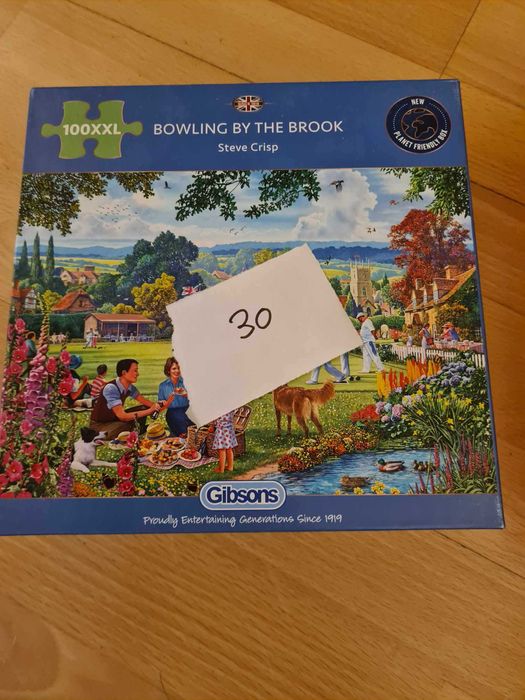 100XXL
BOWLING BY THE BROOK
Steve Crisp
NEW
PLANET FRIENDLY BOX
30
Gibsons
Proudly Entertaining Generations Since 1919